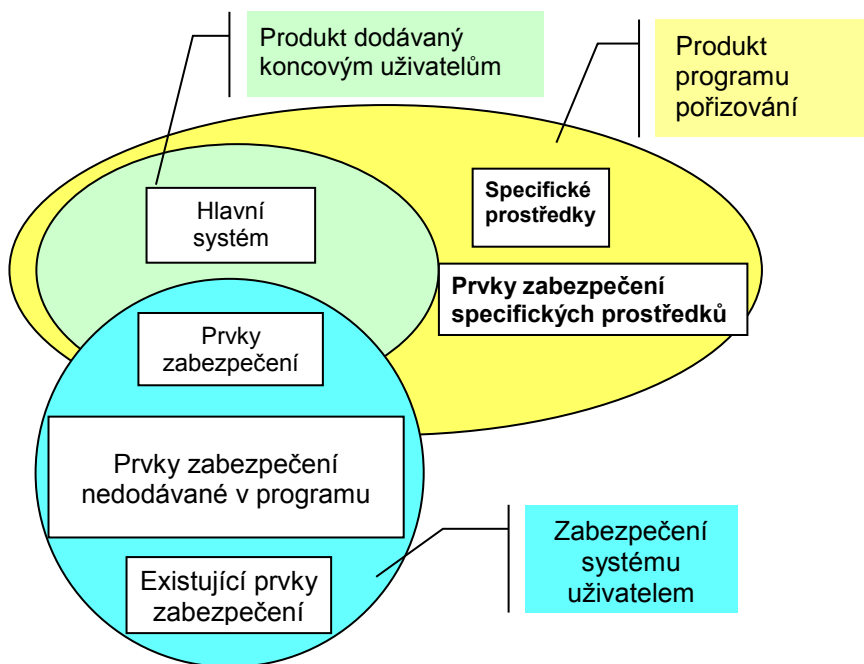 Produkt dodávaný
koncovým uživatelům
Produkt
programu
pořizování
Hlavní
systém
Specifické
prostředky
Prvky zabezpečení
specifických prostředků
Prvky
zabezpečení
Prvky zabezpečení
nedodávané v programu
Existující prvky
zabezpečení
Zabezpečení
systému
uživatelem